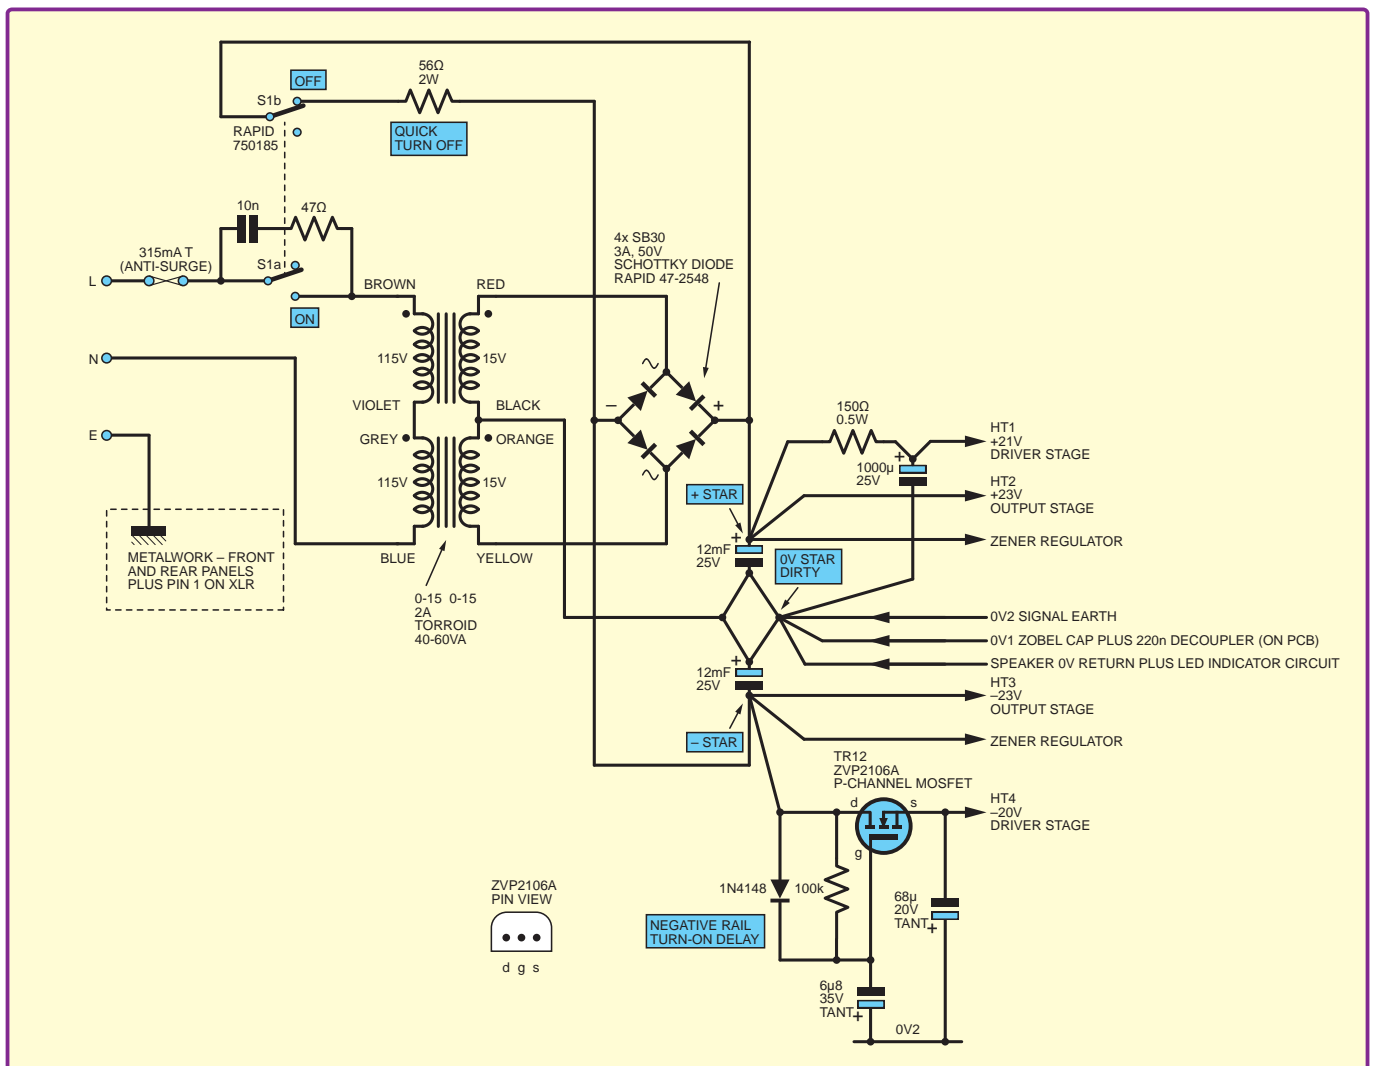 56Ω
2W
OFF
S1b
RAPID
750185
QUICK
TURN OFF
10n
47Ω
315mA T
(ANTI-SURGE)
S1a
L
ON
BROWN
RED
4x SB30
3A, 50V
SCHOTTKY DIODE
RAPID 47-2548
N
115V
15V
VIOLET
BLACK
–
+
E
GREY
ORANGE
115V
15V
BLUE
YELLOW
METALWORK – FRONT
AND REAR PANELS
PLUS PIN 1 ON XLR
0-15 0-15
2A
TORROID
40-60VA
150Ω
0.5W
HT1
+21V
DRIVER STAGE
+
1000µ
25V
HT2
+23V
OUTPUT STAGE
+ STAR
ZENER REGULATOR
+
12mF
25V
0V STAR
DIRTY
0V2 SIGNAL EARTH
0V1 ZOBEL CAP PLUS 220n DECOUPLER (ON PCB)
SPEAKER 0V RETURN PLUS LED INDICATOR CIRCUIT
+
12mF
25V
HT3
–23V
OUTPUT STAGE
– STAR
ZENER REGULATOR
TR12
ZVP2106A
P-CHANNEL MOSFET
d
s
g
HT4
–20V
DRIVER STAGE
1N4148
100k
NEGATIVE RAIL
TURN-ON DELAY
68µ
20V
TANT
+
ZVP2106A
PIN VIEW
d g s
6µ8
35V
TANT
+
0V2